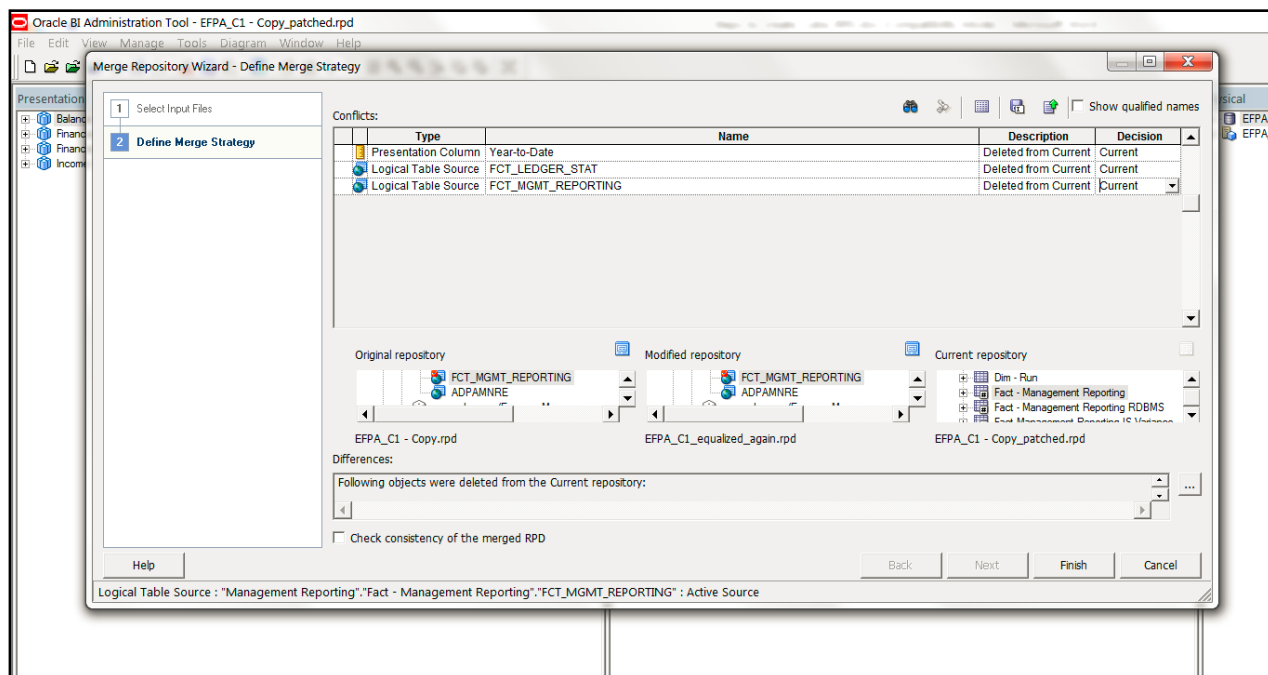 Oracle BI Administration Tool - EFPA_C1 - Copy_patched.rpd
File Edit View Manage Tools Diagram Window Help
Merge Repository Wizard - Define Merge Strategy
Presentation
Balanc
Financ
Financ
Incom
ysical
EFPA
EFPA
1 Select Input Files
2 Define Merge Strategy
Conflicts:
Show qualified names
Type Name Description Decision
Presentation Column Year-to-Date Deleted from Current Current
Logical Table Source FCT_LEDGER_STAT Deleted from Current Current
Logical Table Source FCT_MGMT_REPORTING Deleted from Current Current
Original repository Modified repository Current repository
FCT_MGMT_REPORTING FCT_MGMT_REPORTING Dim - Run
ADPAMNRE ADPAMNRE Fact - Management Reporting
Fact - Management Reporting RDBMS
Fact Management Reporting IS Variance
EFPA_C1 - Copy.rpd EFPA_C1_equalized_again.rpd EFPA_C1 - Copy_patched.rpd
Differences:
Following objects were deleted from the Current repository:
...
Check consistency of the merged RPD
Help Back Next Finish Cancel
Logical Table Source : "Management Reporting"."Fact - Management Reporting"."FCT_MGMT_REPORTING" : Active Source